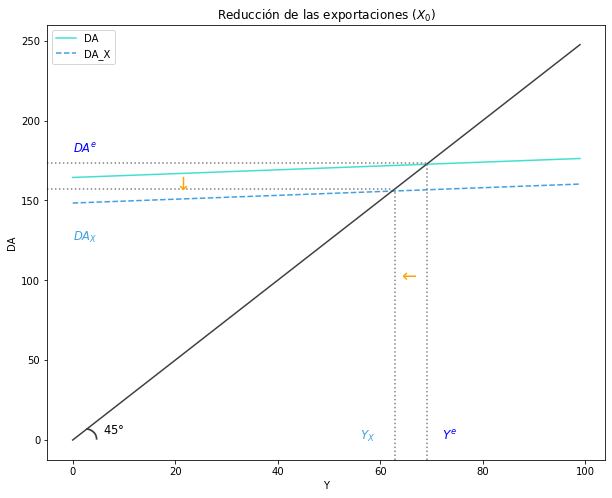 Reducción de las exportaciones (X₀)
DA
DA_X
250
200
150
100
50
0
DA
DAᵉ
↓
DA_X
←
45°
Y_X
Yᵉ
0
20
40
60
80
100
Y